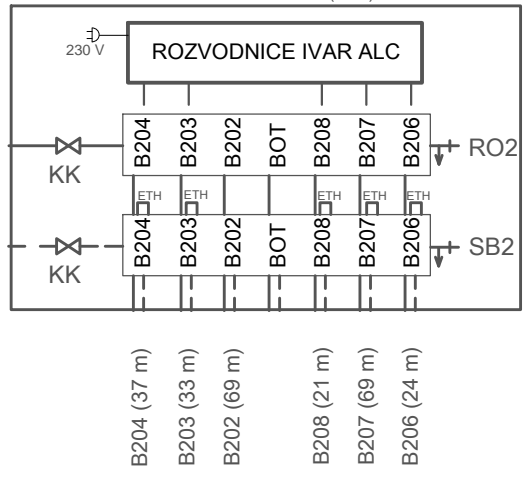 230 V
ROZVODNICE IVAR ALC
B204
B203
B202
BOT
B208
B207
B206
RO2
KK
ETH
ETH
ETH
ETH
ETH
B204
B203
B202
BOT
B208
B207
B206
SB2
KK
B204 (37 m)
B203 (33 m)
B202 (69 m)
B208 (21 m)
B207 (69 m)
B206 (24 m)